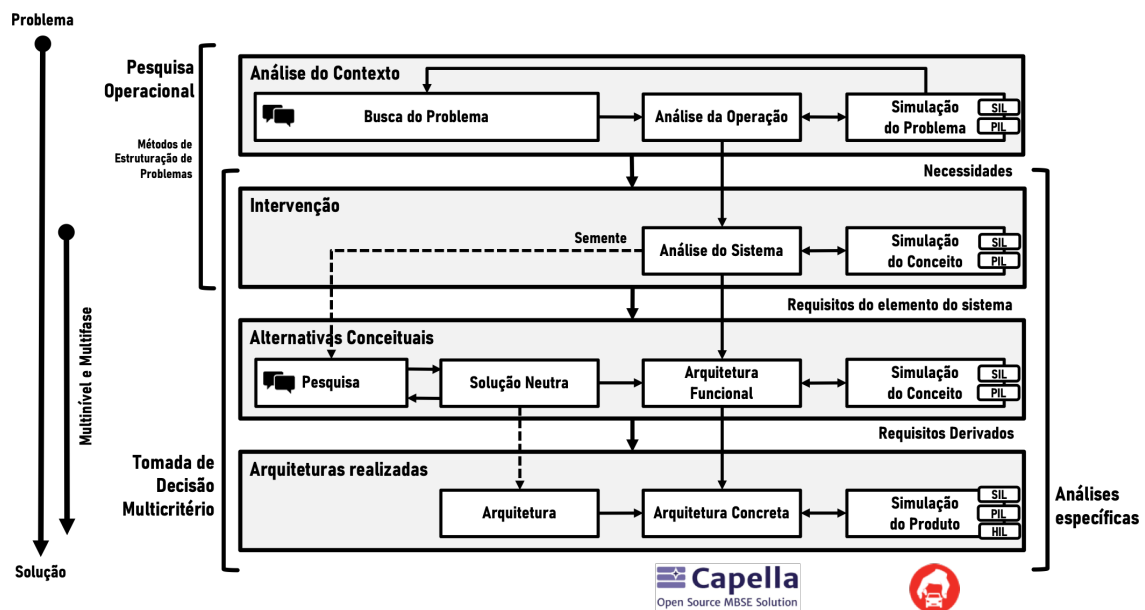 Problema
Pesquisa
Operacional
Métodos de
Estruturação de
Problemas
Análise do Contexto
Busca do Problema
Análise da Operação
Simulação
do Problema
SIL
PIL
Necessidades
Intervenção
Semente
Análise do Sistema
Simulação
do Conceito
SIL
PIL
Requisitos do elemento do sistema
Alternativas Conceituais
Pesquisa
Solução Neutra
Arquitetura
Funcional
Simulação
do Conceito
SIL
PIL
Requisitos Derivados
Multinível e Multifase
Tomada de
Decisão
Multicritério
Arquiteturas realizadas
Arquitetura
Arquitetura Concreta
Simulação
do Produto
SIL
PIL
HIL
Análises
específicas
Solução
Capella
Open Source MBSE Solution